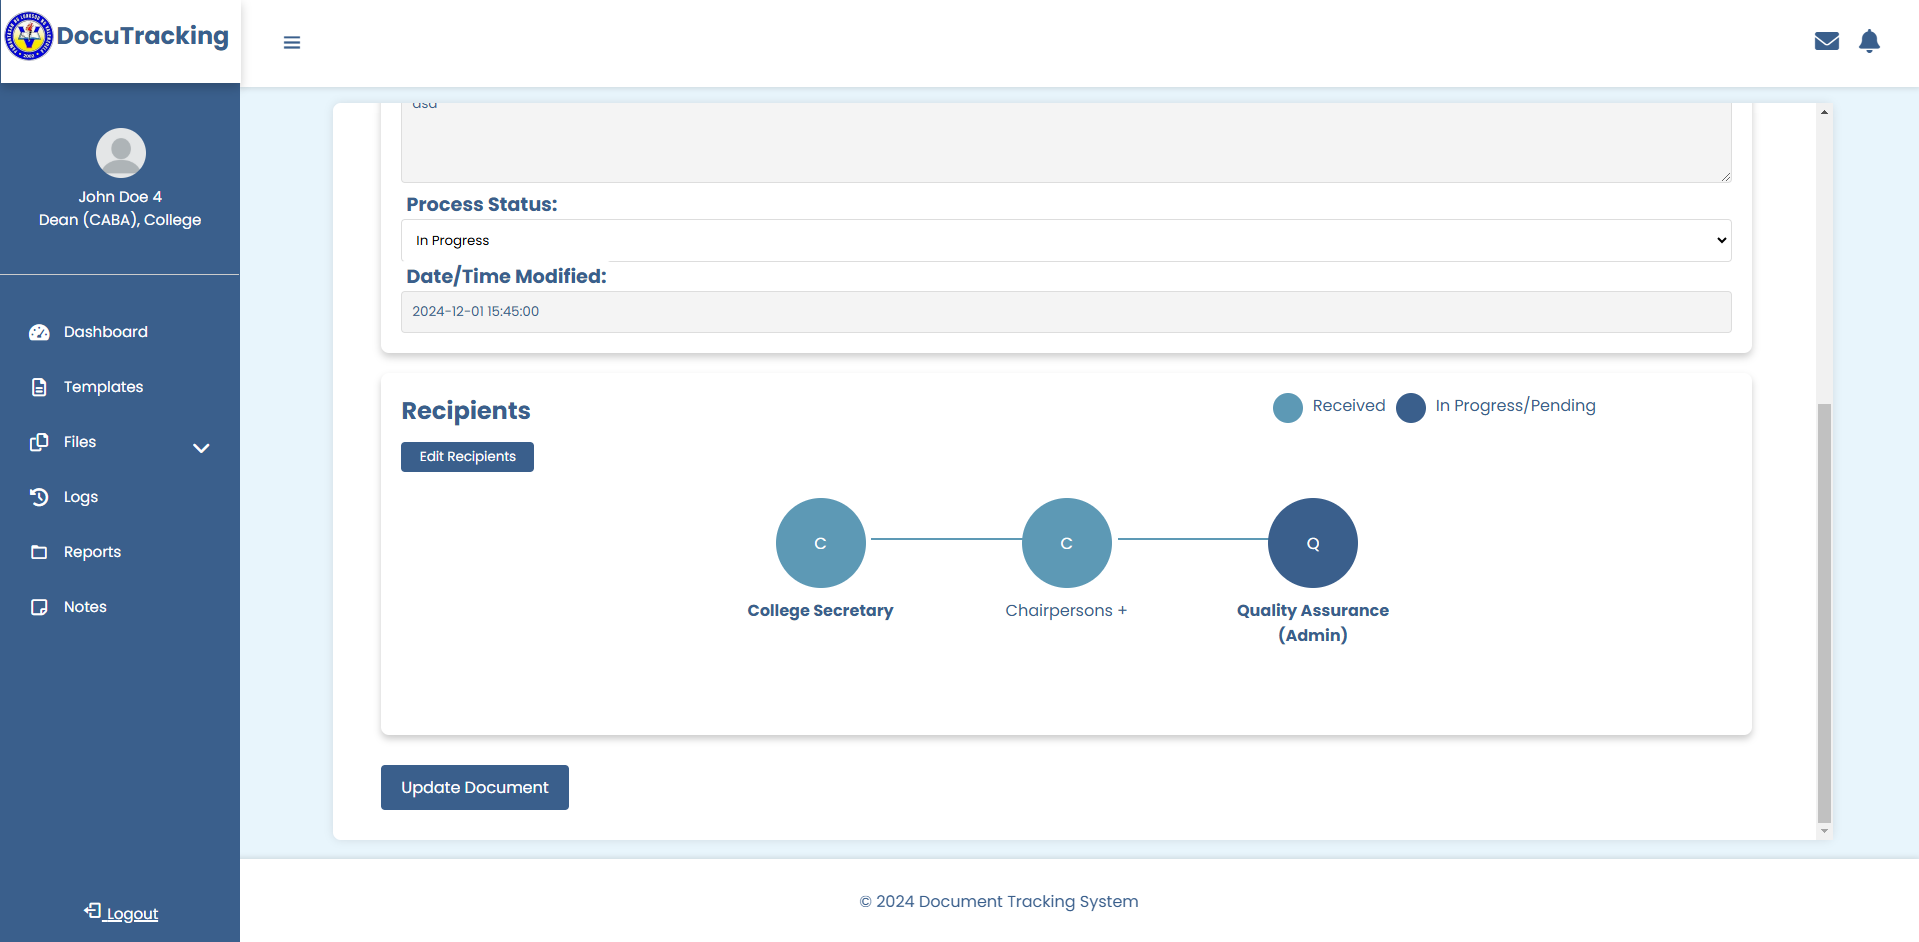 DocuTracking
John Doe 4
Dean (CABA), College
Dashboard
Templates
Files
Logs
Reports
Notes
Logout
asd
Process Status:
In Progress
Date/Time Modified:
2024-12-01 15:45:00
Recipients
Received
In Progress/Pending
Edit Recipients
C
C
Q
College Secretary
Chairpersons +
Quality Assurance
(Admin)
Update Document
© 2024 Document Tracking System